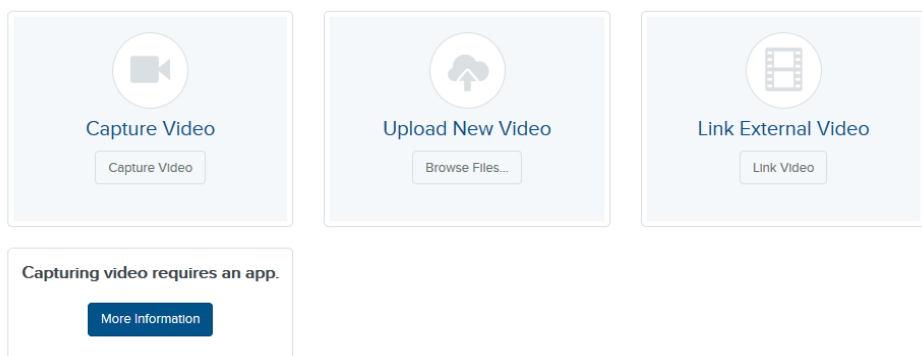 Capture Video
Capture Video
Upload New Video
Browse Files...
Link External Video
Link Video
Capturing video requires an app.
More Information